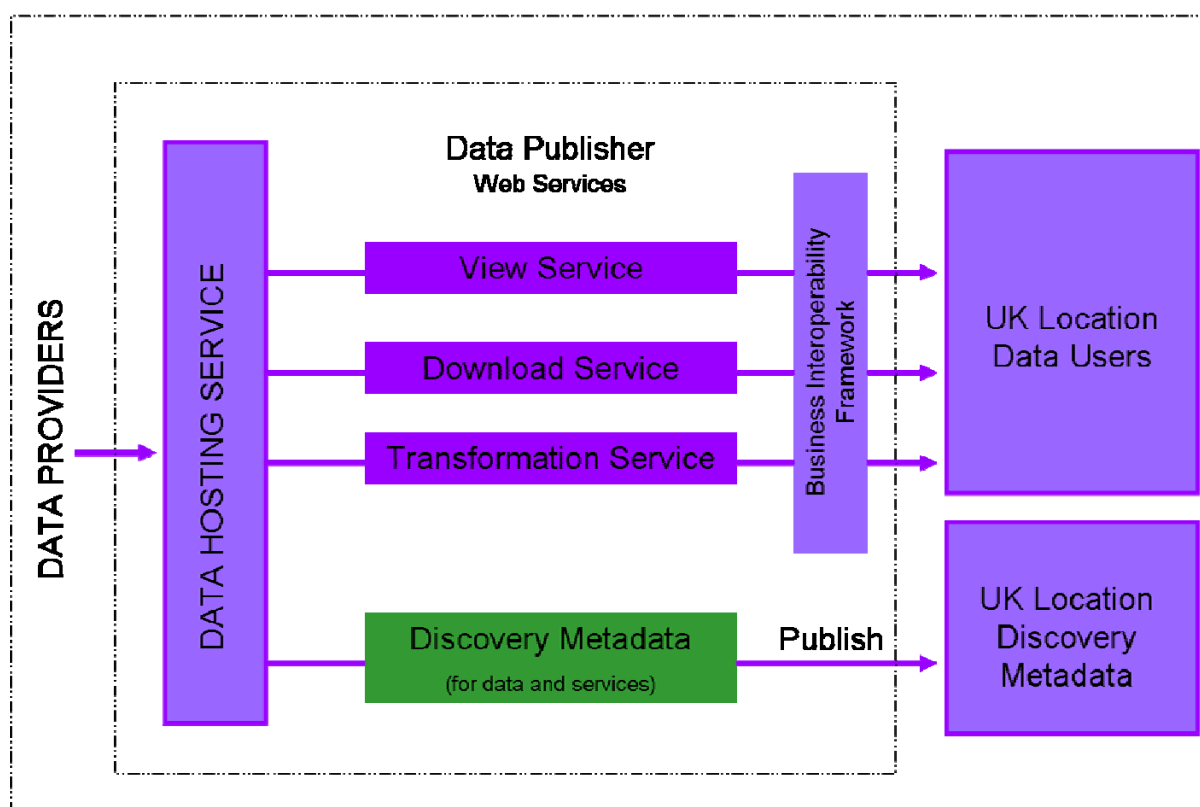 DATA PROVIDERS
DATA HOSTING SERVICE
Data Publisher
Web Services
View Service
Download Service
Transformation Service
Discovery Metadata
(for data and services)
Business Interoperability
Framework
Publish
UK Location
Data Users
UK Location
Discovery
Metadata